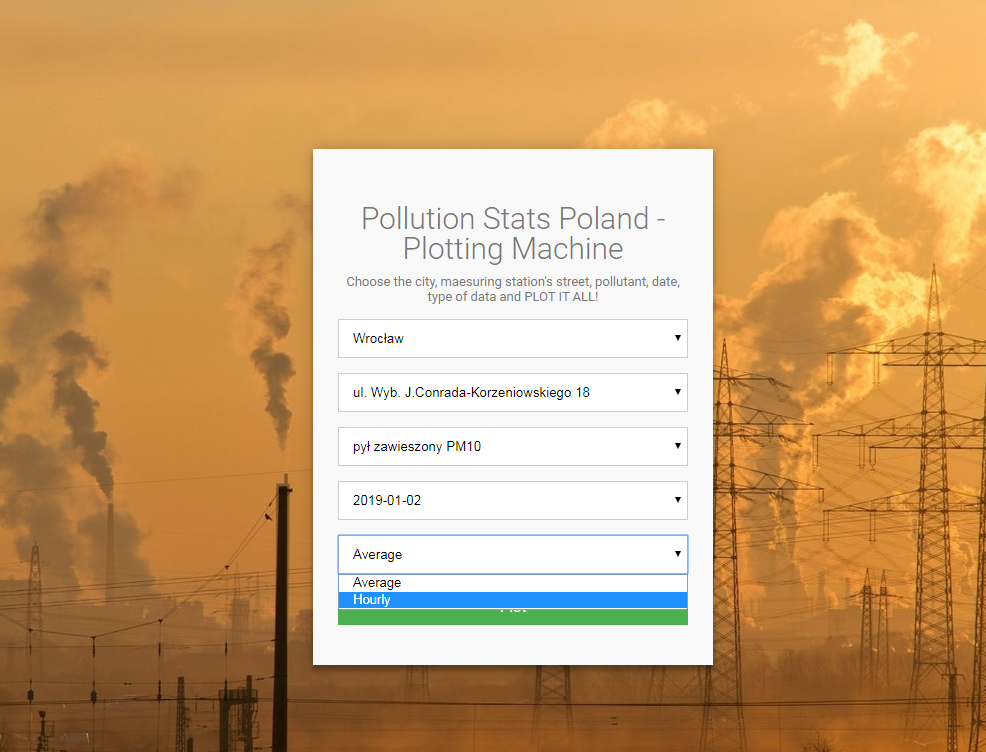 Pollution Stats Poland -
Plotting Machine
Choose the city, maesuring station's street, pollutant, date,
type of data and PLOT IT ALL!
Wrocław
ul. Wyb. J.Conrada-Korzeniowskiego 18
pył zawieszony PM10
2019-01-02
Average
Average
Hourly